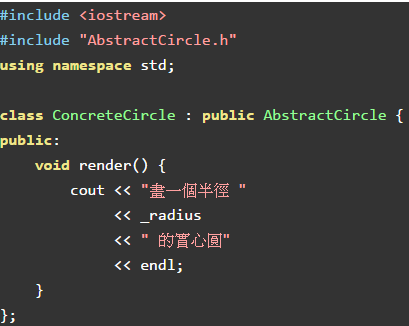 #include <iostream>
#include "AbstractCircle.h"
using namespace std;
class ConcreteCircle : public AbstractCircle {
public:
void render() {
cout << "畫一個半徑 "
<< _radius
<< " 的實心圓"
<< endl;
}
};